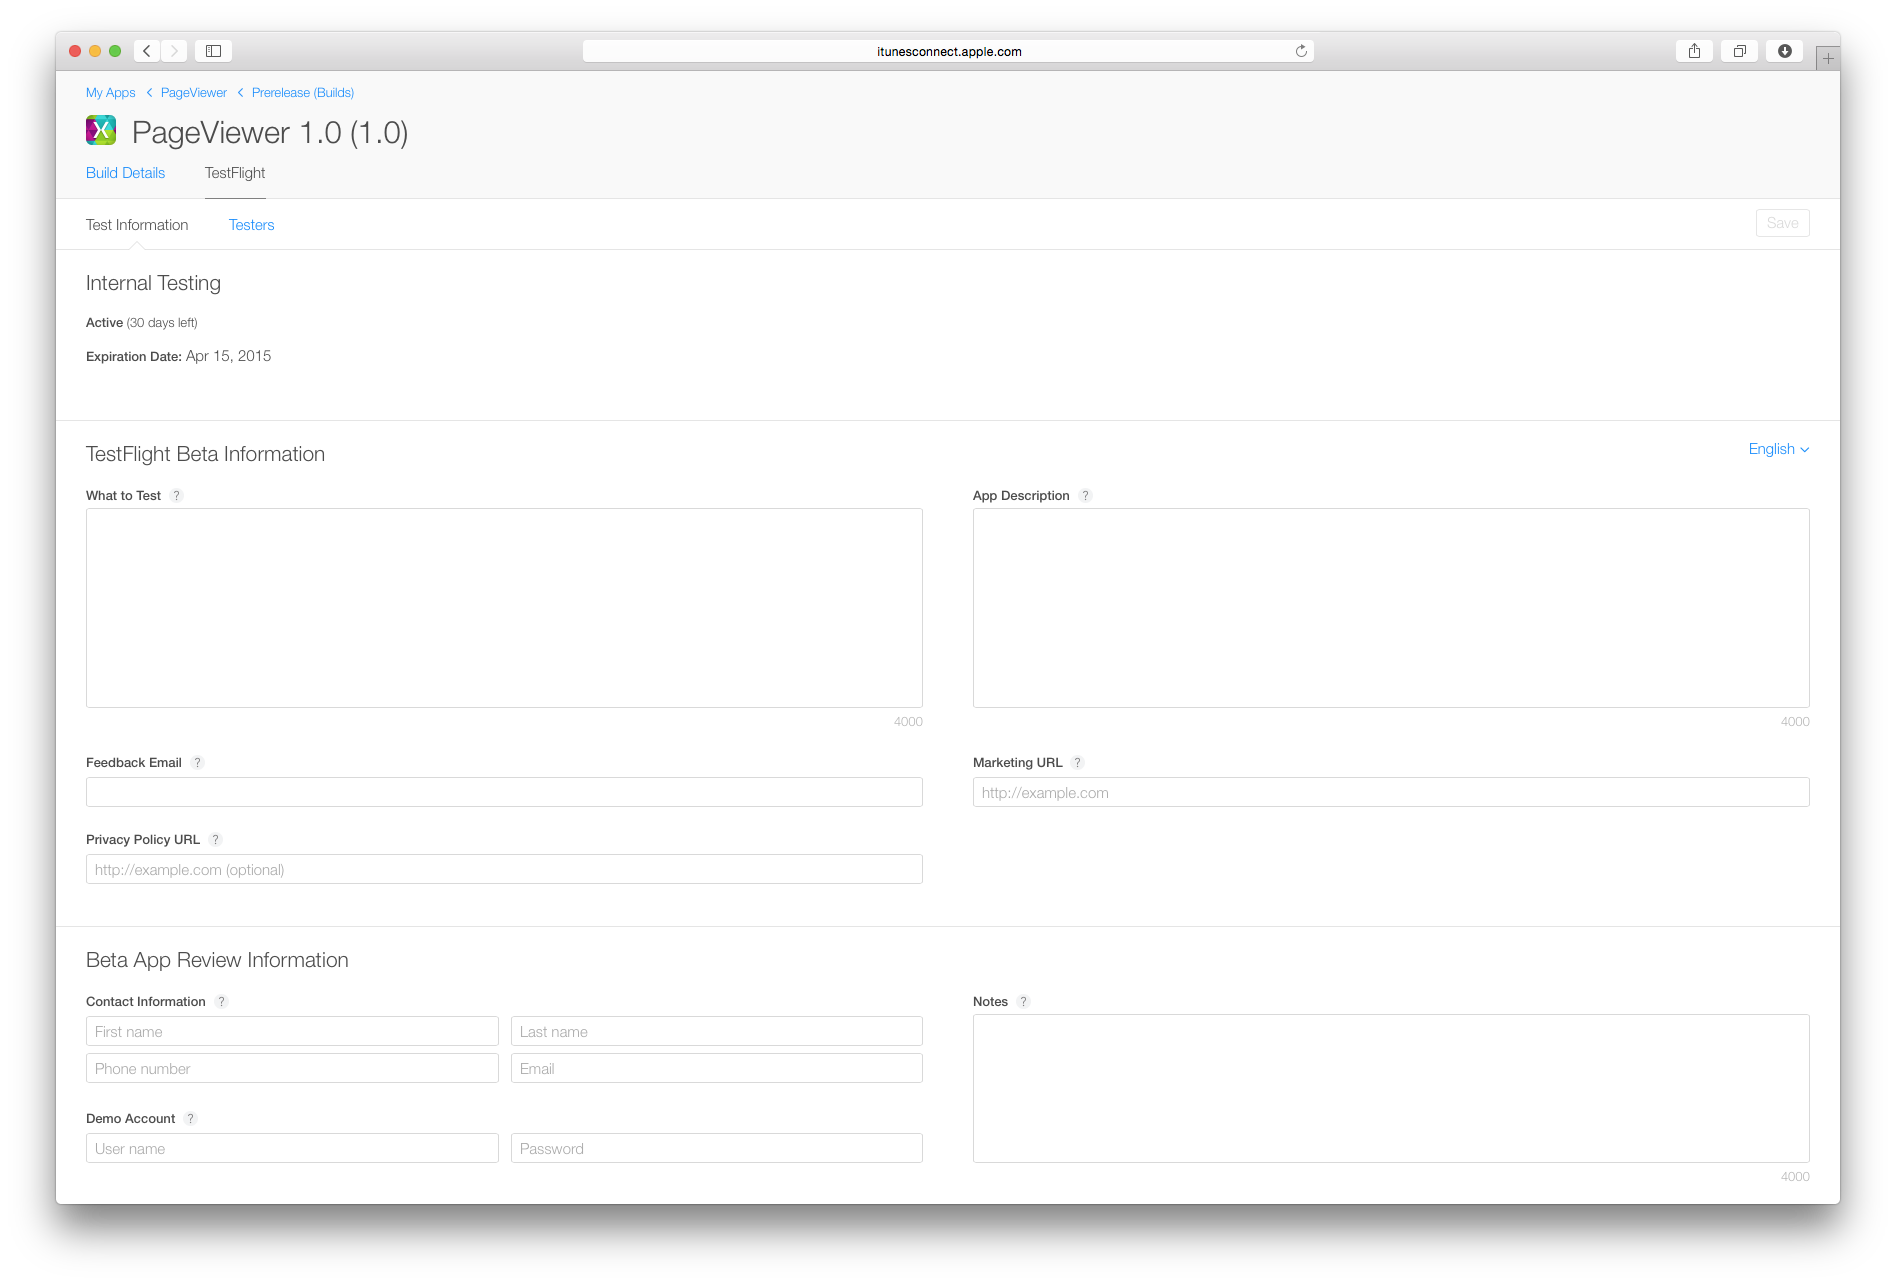 itunesconnect.apple.com
My Apps < PageViewer < Prerelease (Builds)
PageViewer 1.0 (1.0)
Build Details TestFlight
Test Information Testers Save
Internal Testing
Active (30 days left)
Expiration Date: Apr 15, 2015
TestFlight Beta Information English
What to Test ? App Description ?
4000 4000
Feedback Email ? Marketing URL ?
http://example.com
Privacy Policy URL ?
http://example.com (optional)
Beta App Review Information
Contact Information ? Notes ?
First name Last name
Phone number Email
Demo Account ?
User name Password
4000